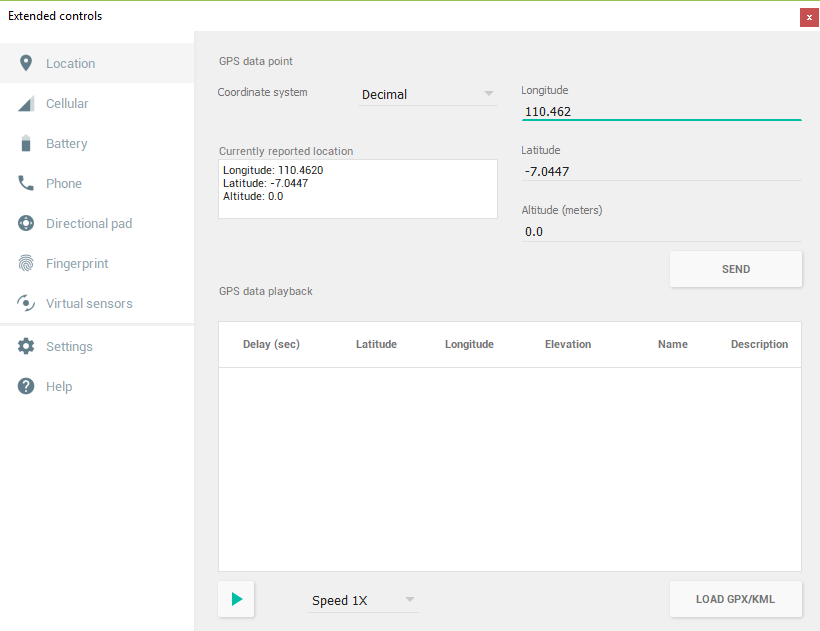 Extended controls
x
Location
Cellular
Battery
Phone
Directional pad
Fingerprint
Virtual sensors
Settings
Help
GPS data point
Coordinate system
Decimal
Longitude
110.462
Currently reported location
Longitude: 110.4620
Latitude: -7.0447
Altitude: 0.0
Latitude
-7.0447
Altitude (meters)
0.0
SEND
GPS data playback
Delay (sec) Latitude Longitude Elevation Name Description
Speed 1X
LOAD GPX/KML